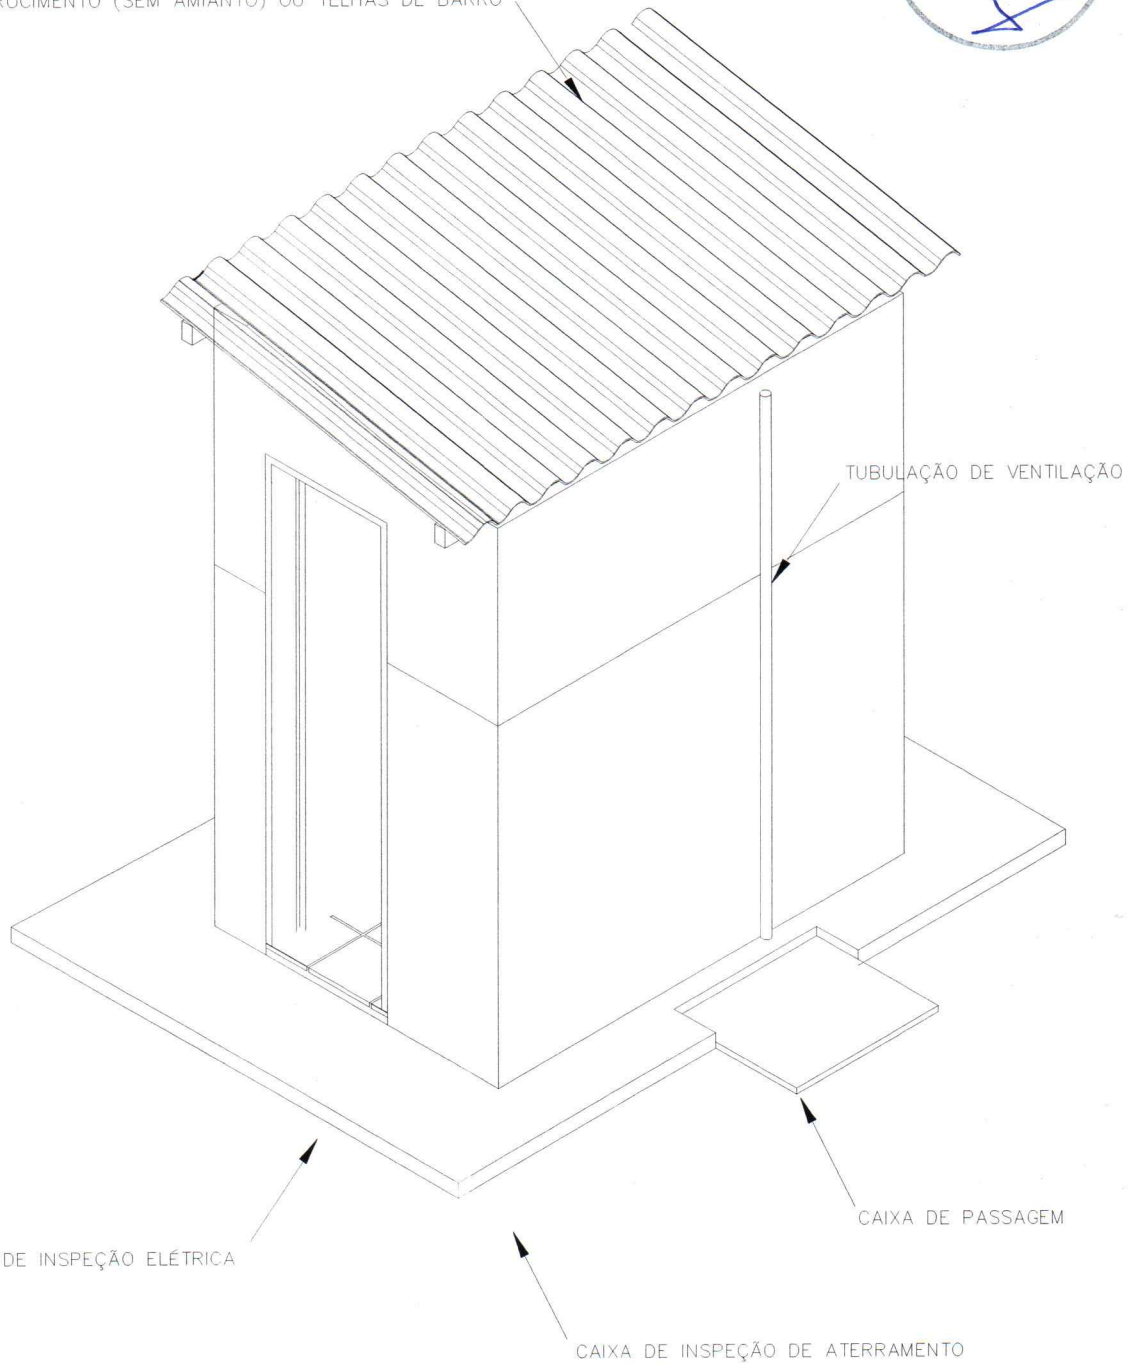 (SEM AMIANTO) OU TELHAS DE BARRO
TUBULAÇÃO DE VENTILAÇÃO
CAIXA DE PASSAGEM
DE INSPEÇÃO ELÉTRICA
CAIXA DE INSPEÇÃO DE ATERRAMENTO